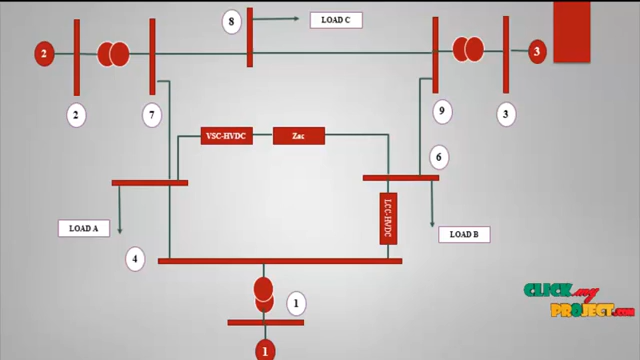 8
LOAD C
2
3
2
7
9
3
VSC-HVDC
Zac
6
LCC-HVDC
LOAD A
LOAD B
4
1
1
CLICK my
PROJECT.com